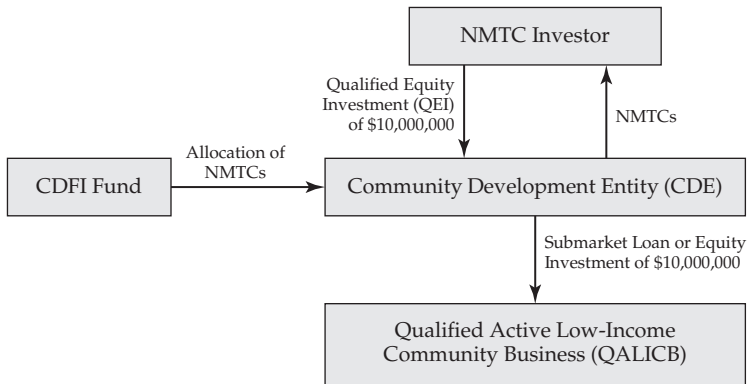 NMTC Investor
Qualified Equity
Investment (QEI)
of $10,000,000
NMTCs
Allocation of
NMTCs
CDFI Fund
Community Development Entity (CDE)
Submarket Loan or Equity
Investment of $10,000,000
Qualified Active Low-Income
Community Business (QALICB)